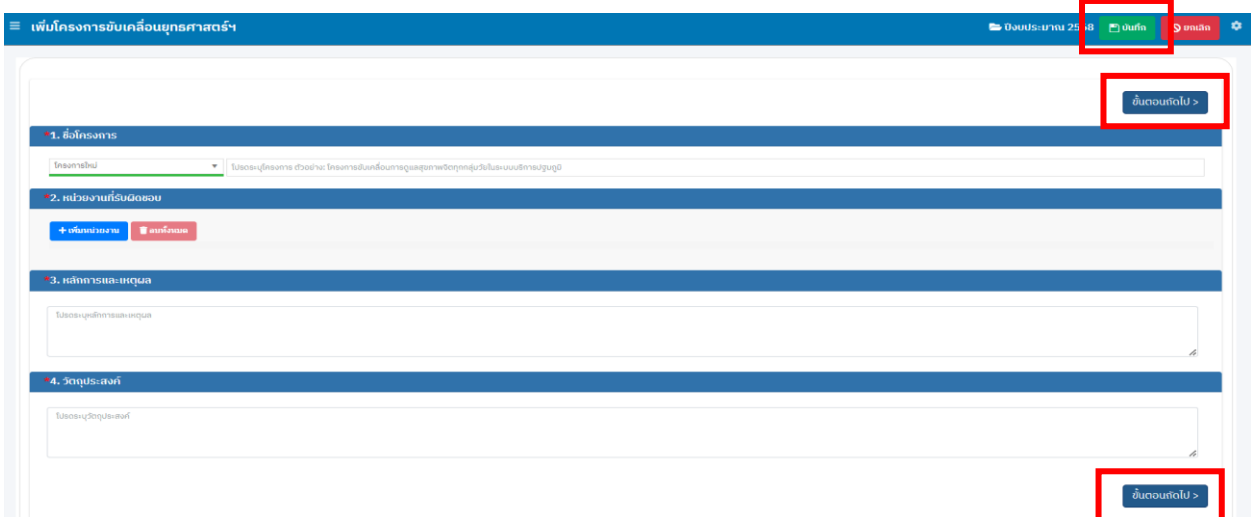 เพิ่มโครงการขับเคลื่อนยุทธศาสตร์ฯ ปีงบประมาณ 2568 บันทึก ยกเลิก
ขั้นตอนถัดไป >
*1. ชื่อโครงการ
โครงการใหม่ โปรดระบุโครงการ ตัวอย่าง: โครงการขับเคลื่อนการดูแลสุขภาพจิตทุกกลุ่มวัยในระบบบริการปฐมภูมิ
*2. หน่วยงานที่รับผิดชอบ
+ เพิ่มหน่วยงาน ลบทั้งหมด
*3. หลักการและเหตุผล
โปรดระบุหลักการและเหตุผล
*4. วัตถุประสงค์
โปรดระบุวัตถุประสงค์
ขั้นตอนถัดไป >